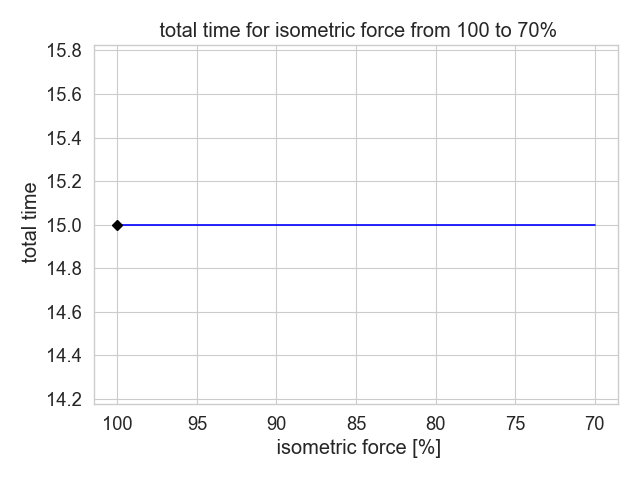 total time for isometric force from 100 to 70%
15.8
15.6
15.4
15.2
15.0
14.8
14.6
14.4
14.2
total time
100 95 90 85 80 75 70
isometric force [%]